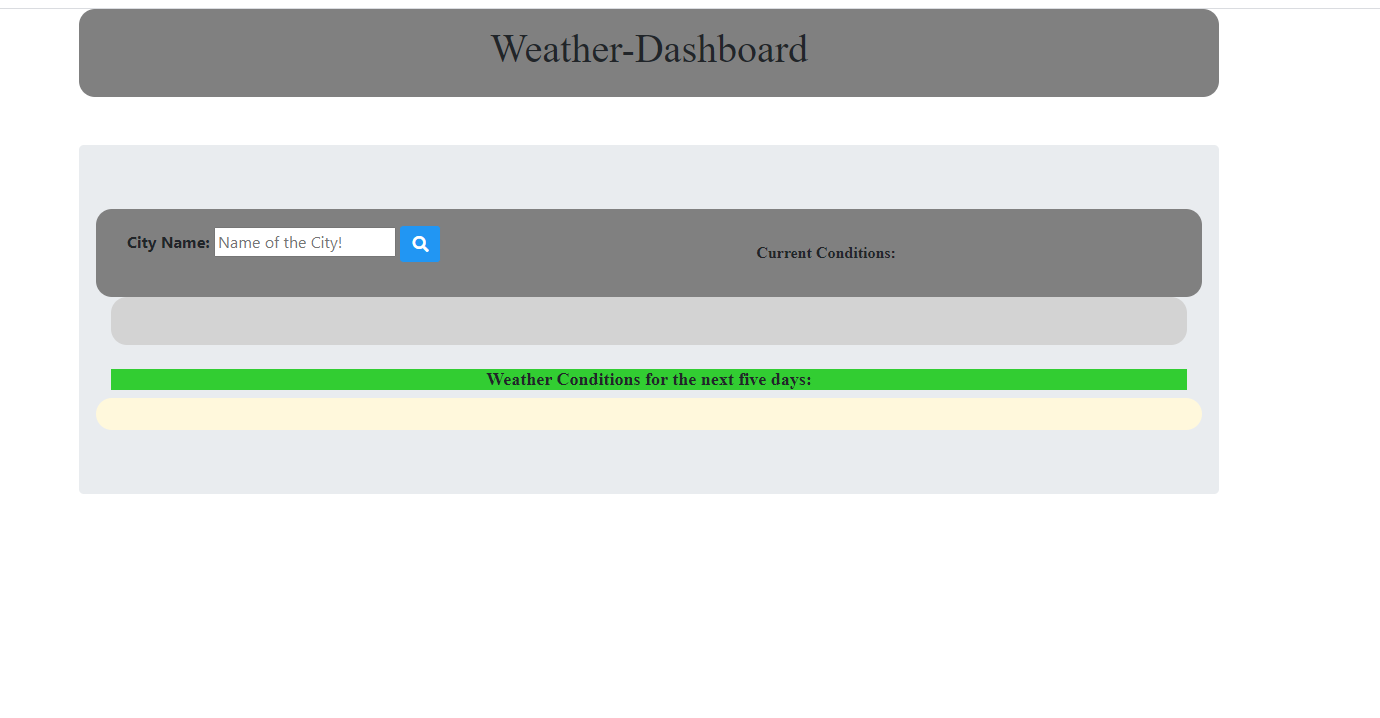 Weather-Dashboard
City Name: Name of the City!
Current Conditions:
Weather Conditions for the next five days: